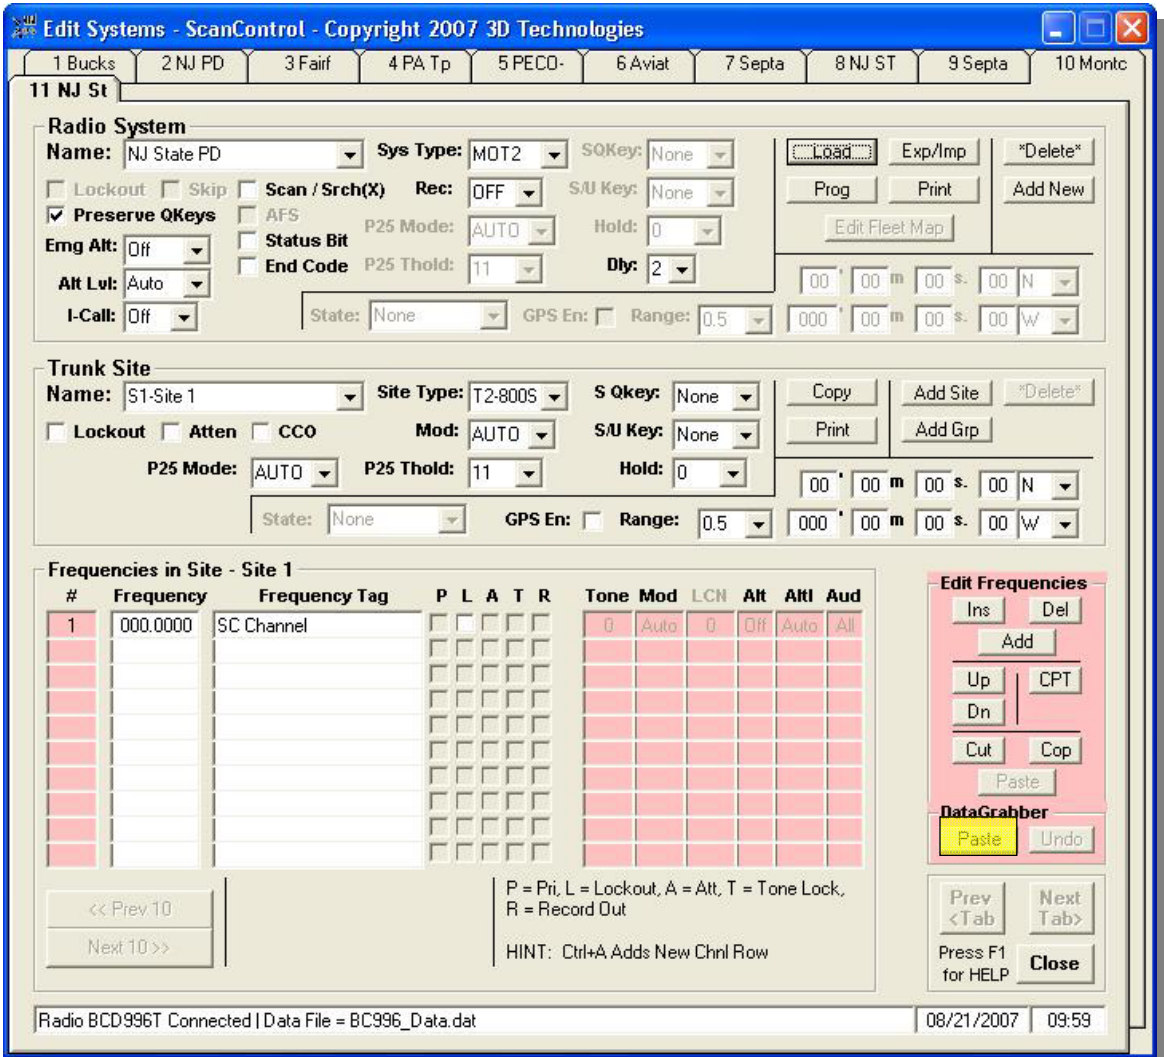 Edit Systems - ScanControl - Copyright 2007 3D Technologies
1 Bucks 2 NJ PD 3 Fairf 4 PA Tp 5 PECO- 6 Aviat 7 Septa 8 NJ ST 9 Septa 10 Montc
11 NJ St
Radio System
Name: NJ State PD Sys Type: MOT2 SQKey: None Load Exp/Imp *Delete*
Lockout Skip Scan / Srch(X) Rec: OFF S/U Key: None Prog Print Add New
Preserve QKeys AFS P25 Mode: AUTO Hold: 0 Edit Fleet Map
Emg Alt: Off Status Bit
End Code P25 Thold: 11 Dly: 2
Alt Lvl: Auto 00 ' 00 m 00 s. 00 N
I-Call: Off State: None GPS En: Range: 0.5 000 ' 00 m 00 s. 00 W
Trunk Site
Name: S1-Site 1 Site Type: T2-800S S Qkey: None Copy Add Site *Delete*
Lockout Atten CCO Mod: AUTO S/U Key: None Print Add Grp
P25 Mode: AUTO P25 Thold: 11 Hold: 0 00 ' 00 m 00 s. 00 N
State: None GPS En: Range: 0.5 000 ' 00 m 00 s. 00 W
Frequencies in Site - Site 1
# Frequency Frequency Tag P L A T R Tone Mod LCN Alt Altl Aud
1 000.0000 SC Channel 0 Auto 0 Off Auto All
Edit Frequencies
Ins Del
Add
Up CPT
Dn
Cut Cop
Paste
DataGrabber
Paste Undo
<< Prev 10
Next 10 >>
P = Pri, L = Lockout, A = Att, T = Tone Lock,
R = Record Out
HINT: Ctrl+A Adds New Chnl Row
Prev <Tab
Next Tab>
Press F1 for HELP
Close
Radio BCD996T Connected | Data File = BC996_Data.dat 08/21/2007 09:59